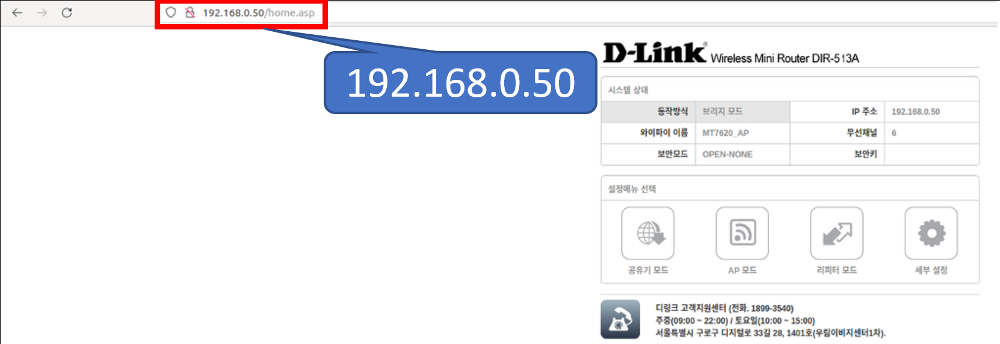 192.168.0.50/home.asp
192.168.0.50
D-Link Wireless Mini Router DIR-513A
시스템 상태
동작방식 브리지 모드 IP 주소 192.168.0.50
와이파이 이름 MT7620_AP 무선채널 6
보안모드 OPEN-NONE 보안키
설정메뉴 선택
공유기 모드 AP 모드 리피터 모드 세부 설정
디링크 고객지원센터 (전화. 1899-3540)
주중(09:00 ~ 22:00) / 토요일(10:00 ~ 15:00)
서울특별시 구로구 디지털로 33길 28, 1401호(우림이비지센터1차).